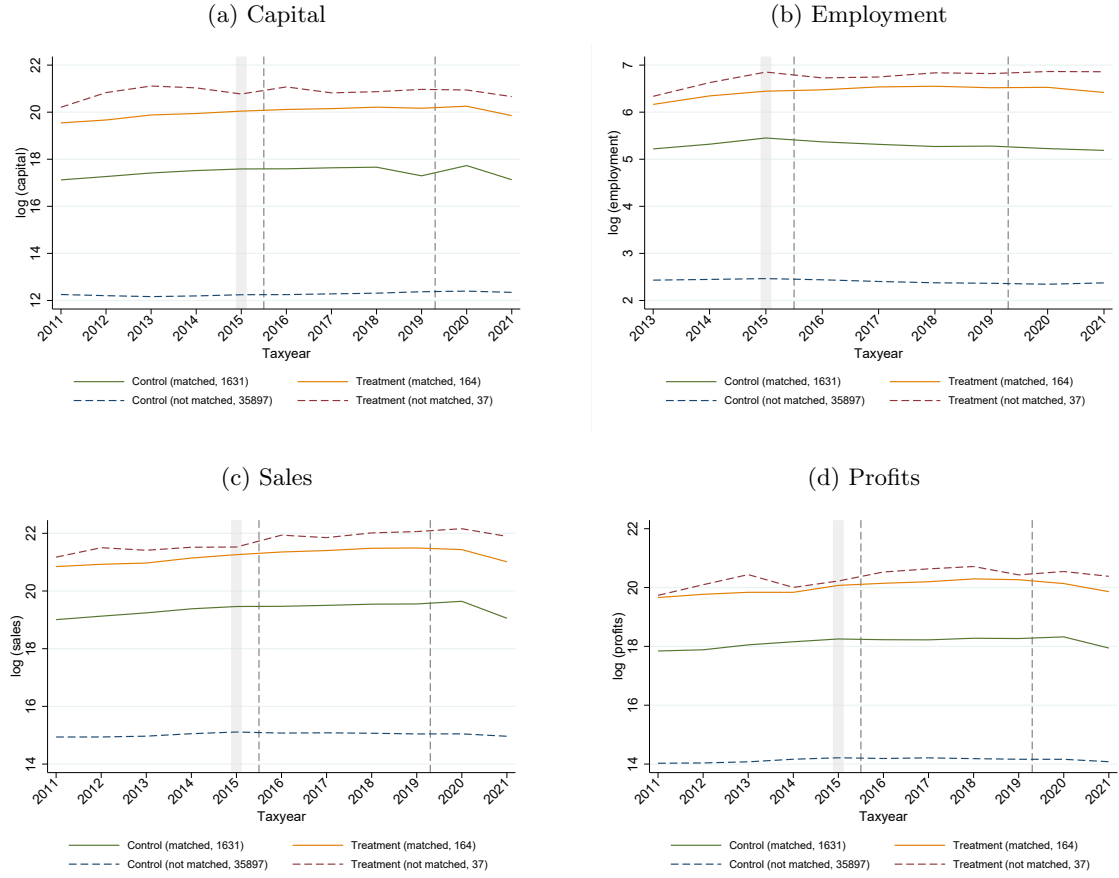 (a) Capital
log (capital)
22
20
18
16
14
12
2011 2012 2013 2014 2015 2016 2017 2018 2019 2020 2021
Taxyear
Control (matched, 1631) Treatment (matched, 164)
Control (not matched, 35897) Treatment (not matched, 37)
(b) Employment
log (employment)
7
6
5
4
3
2
2013 2014 2015 2016 2017 2018 2019 2020 2021
Taxyear
Control (matched, 1631) Treatment (matched, 164)
Control (not matched, 35897) Treatment (not matched, 37)
(c) Sales
log (sales)
22
20
18
16
14
2011 2012 2013 2014 2015 2016 2017 2018 2019 2020 2021
Taxyear
Control (matched, 1631) Treatment (matched, 164)
Control (not matched, 35897) Treatment (not matched, 37)
(d) Profits
log (profits)
22
20
18
16
14
2011 2012 2013 2014 2015 2016 2017 2018 2019 2020 2021
Taxyear
Control (matched, 1631) Treatment (matched, 164)
Control (not matched, 35897) Treatment (not matched, 37)